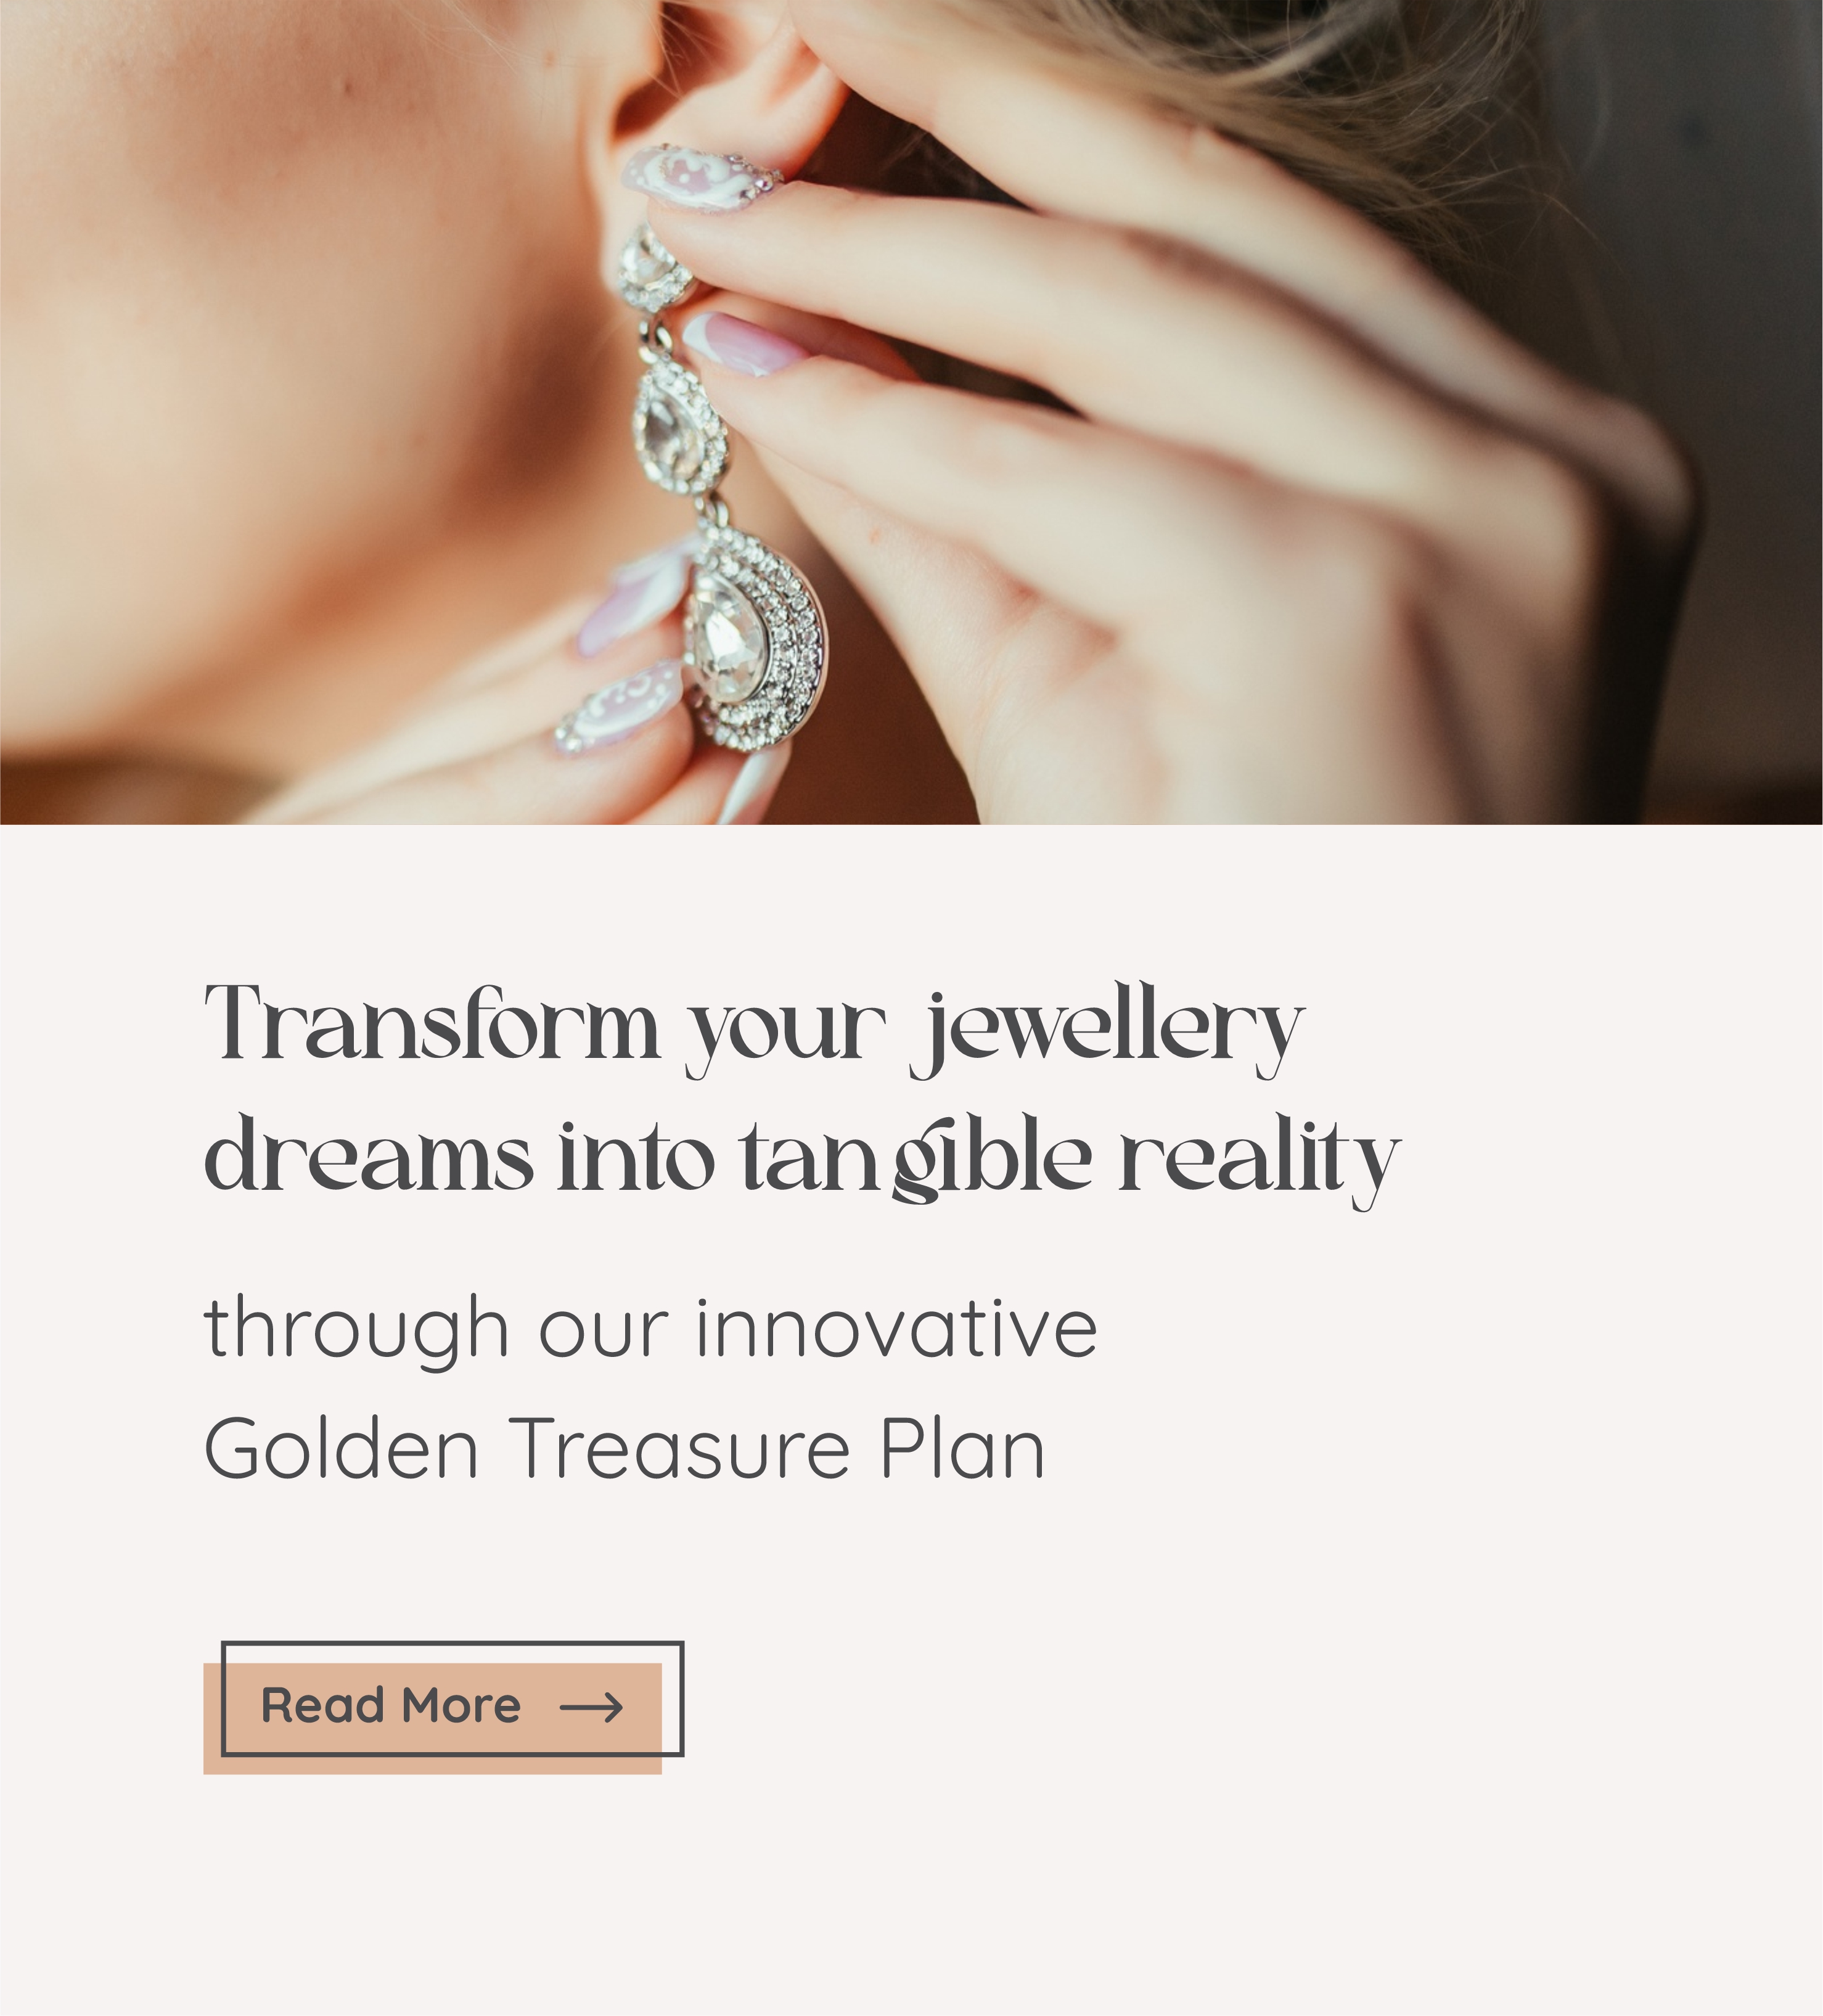 Transform your jewellery
dreams into tangible reality
through our innovative
Golden Treasure Plan
Read More →